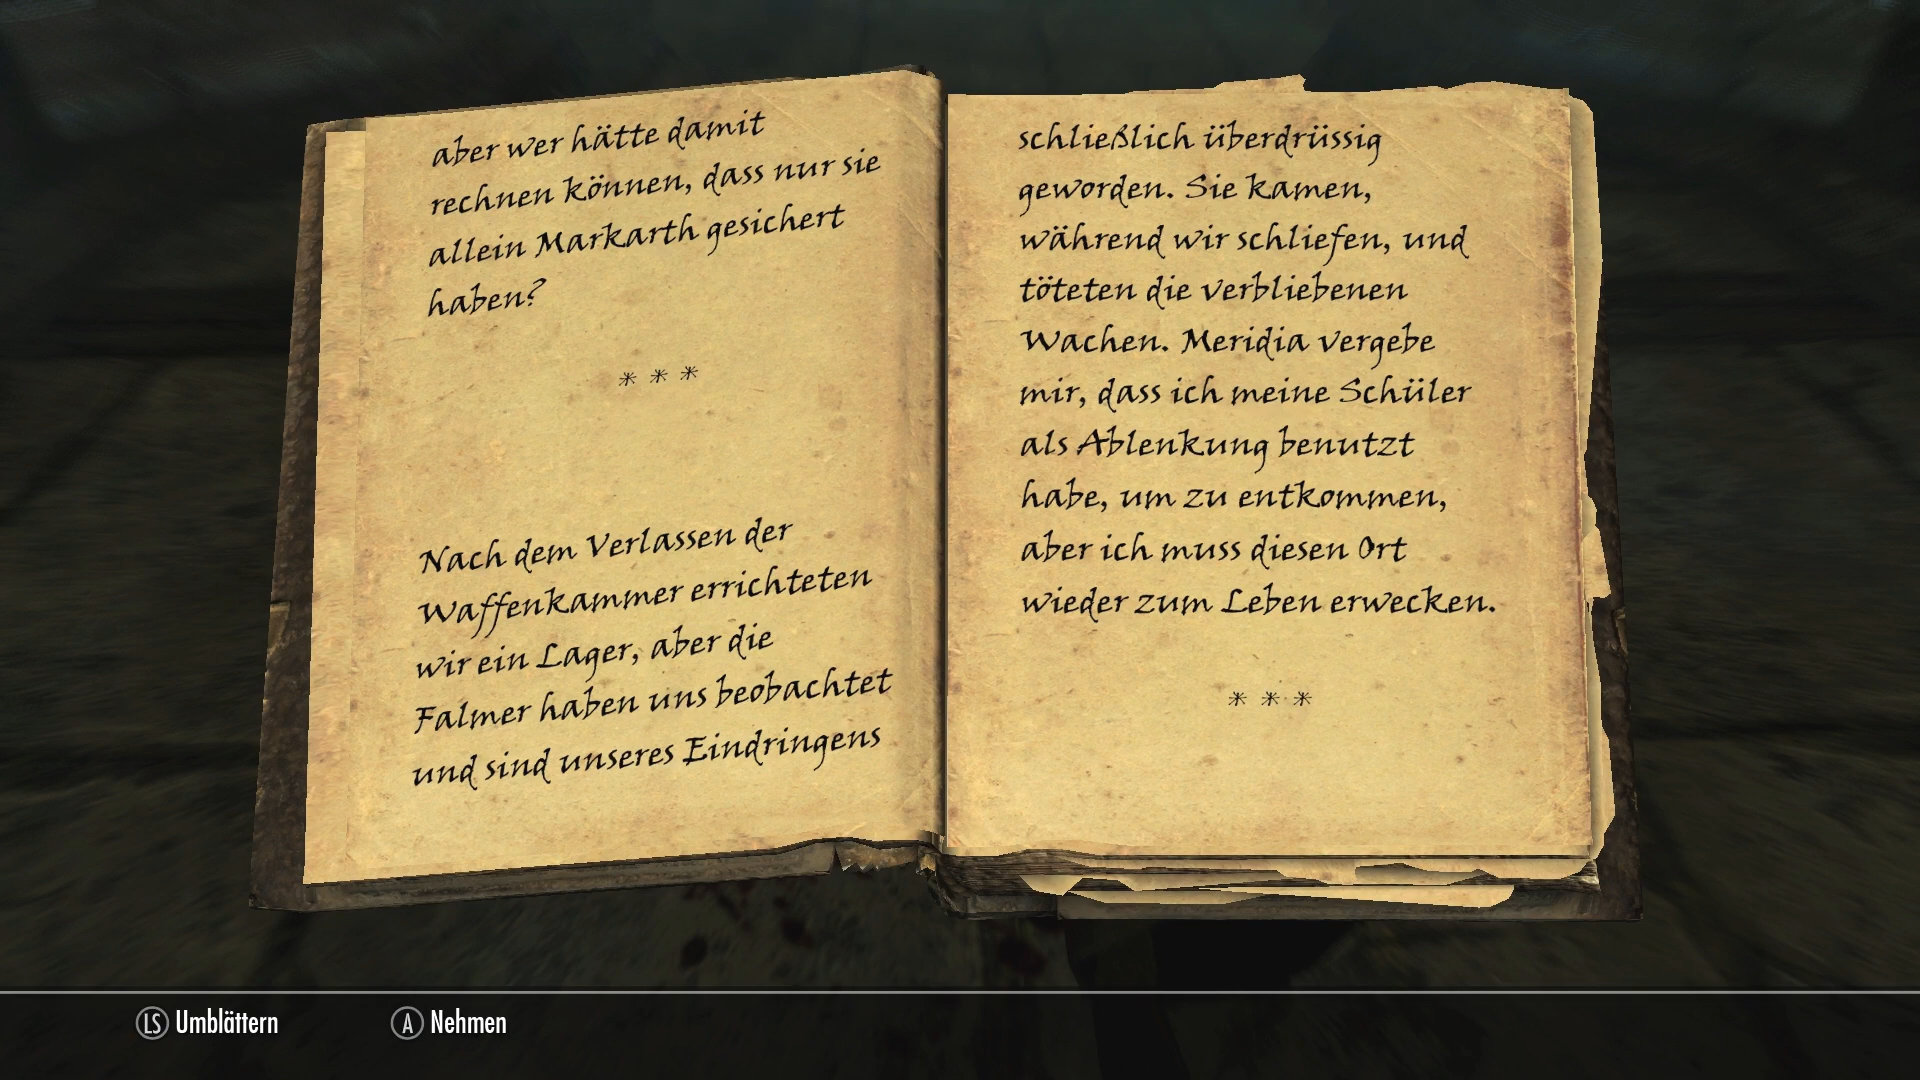 aber wer hätte damit
rechnen können, dass nur sie
allein Markarth gesichert
haben?
* * *
Nach dem Verlassen der
Waffenkammer errichteten
wir ein Lager, aber die
Falmer haben uns beobachtet
und sind unseres Eindringens
schließlich überdrüssig
geworden. Sie kamen,
während wir schliefen, und
töteten die verbliebenen
Wachen. Meridia vergebe
mir, dass ich meine Schüler
als Ablenkung benutzt
habe, um zu entkommen,
aber ich muss diesen Ort
wieder zum Leben erwecken.
* * *
LS Umblättern
A Nehmen